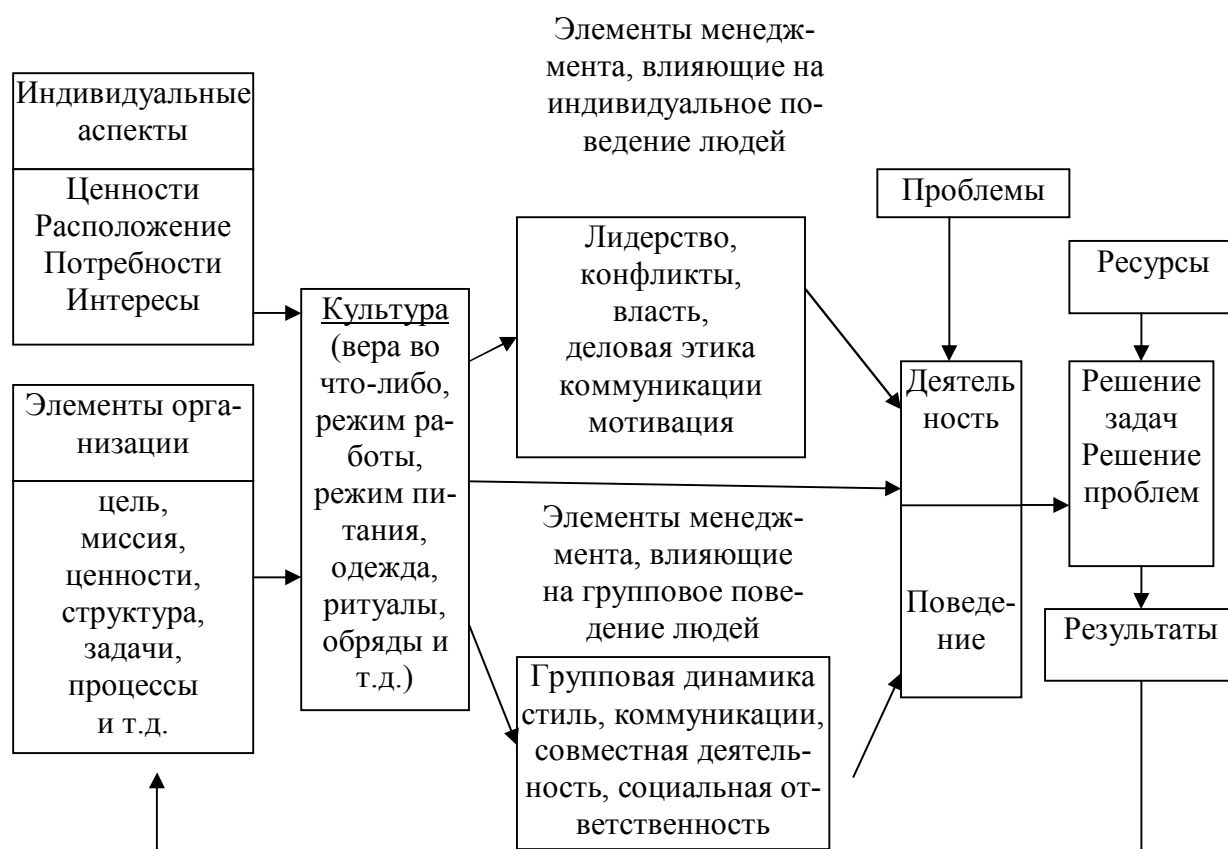 Элементы менедж-
мента, влияющие на
индивидуальное по-
ведение людей
Индивидуальные
аспекты
Ценности
Расположение
Потребности
Интересы
Элементы орга-
низации
цель,
миссия,
ценности,
структура,
задачи,
процессы
и т.д.
Культура
(вера во
что-либо,
режим ра-
боты,
режим пи-
тания,
одежда,
ритуалы,
обряды и
т.д.)
Лидерство,
конфликты,
власть,
деловая этика
коммуникации
мотивация
Элементы менедж-
мента, влияющие
на групповое пове-
дение людей
Групповая динамика
стиль, коммуникации,
совместная деятель-
ность, социальная от-
ветственность
Проблемы
Деятель
ность
Поведе-
ние
Ресурсы
Решение
задач
Решение
проблем
Результаты